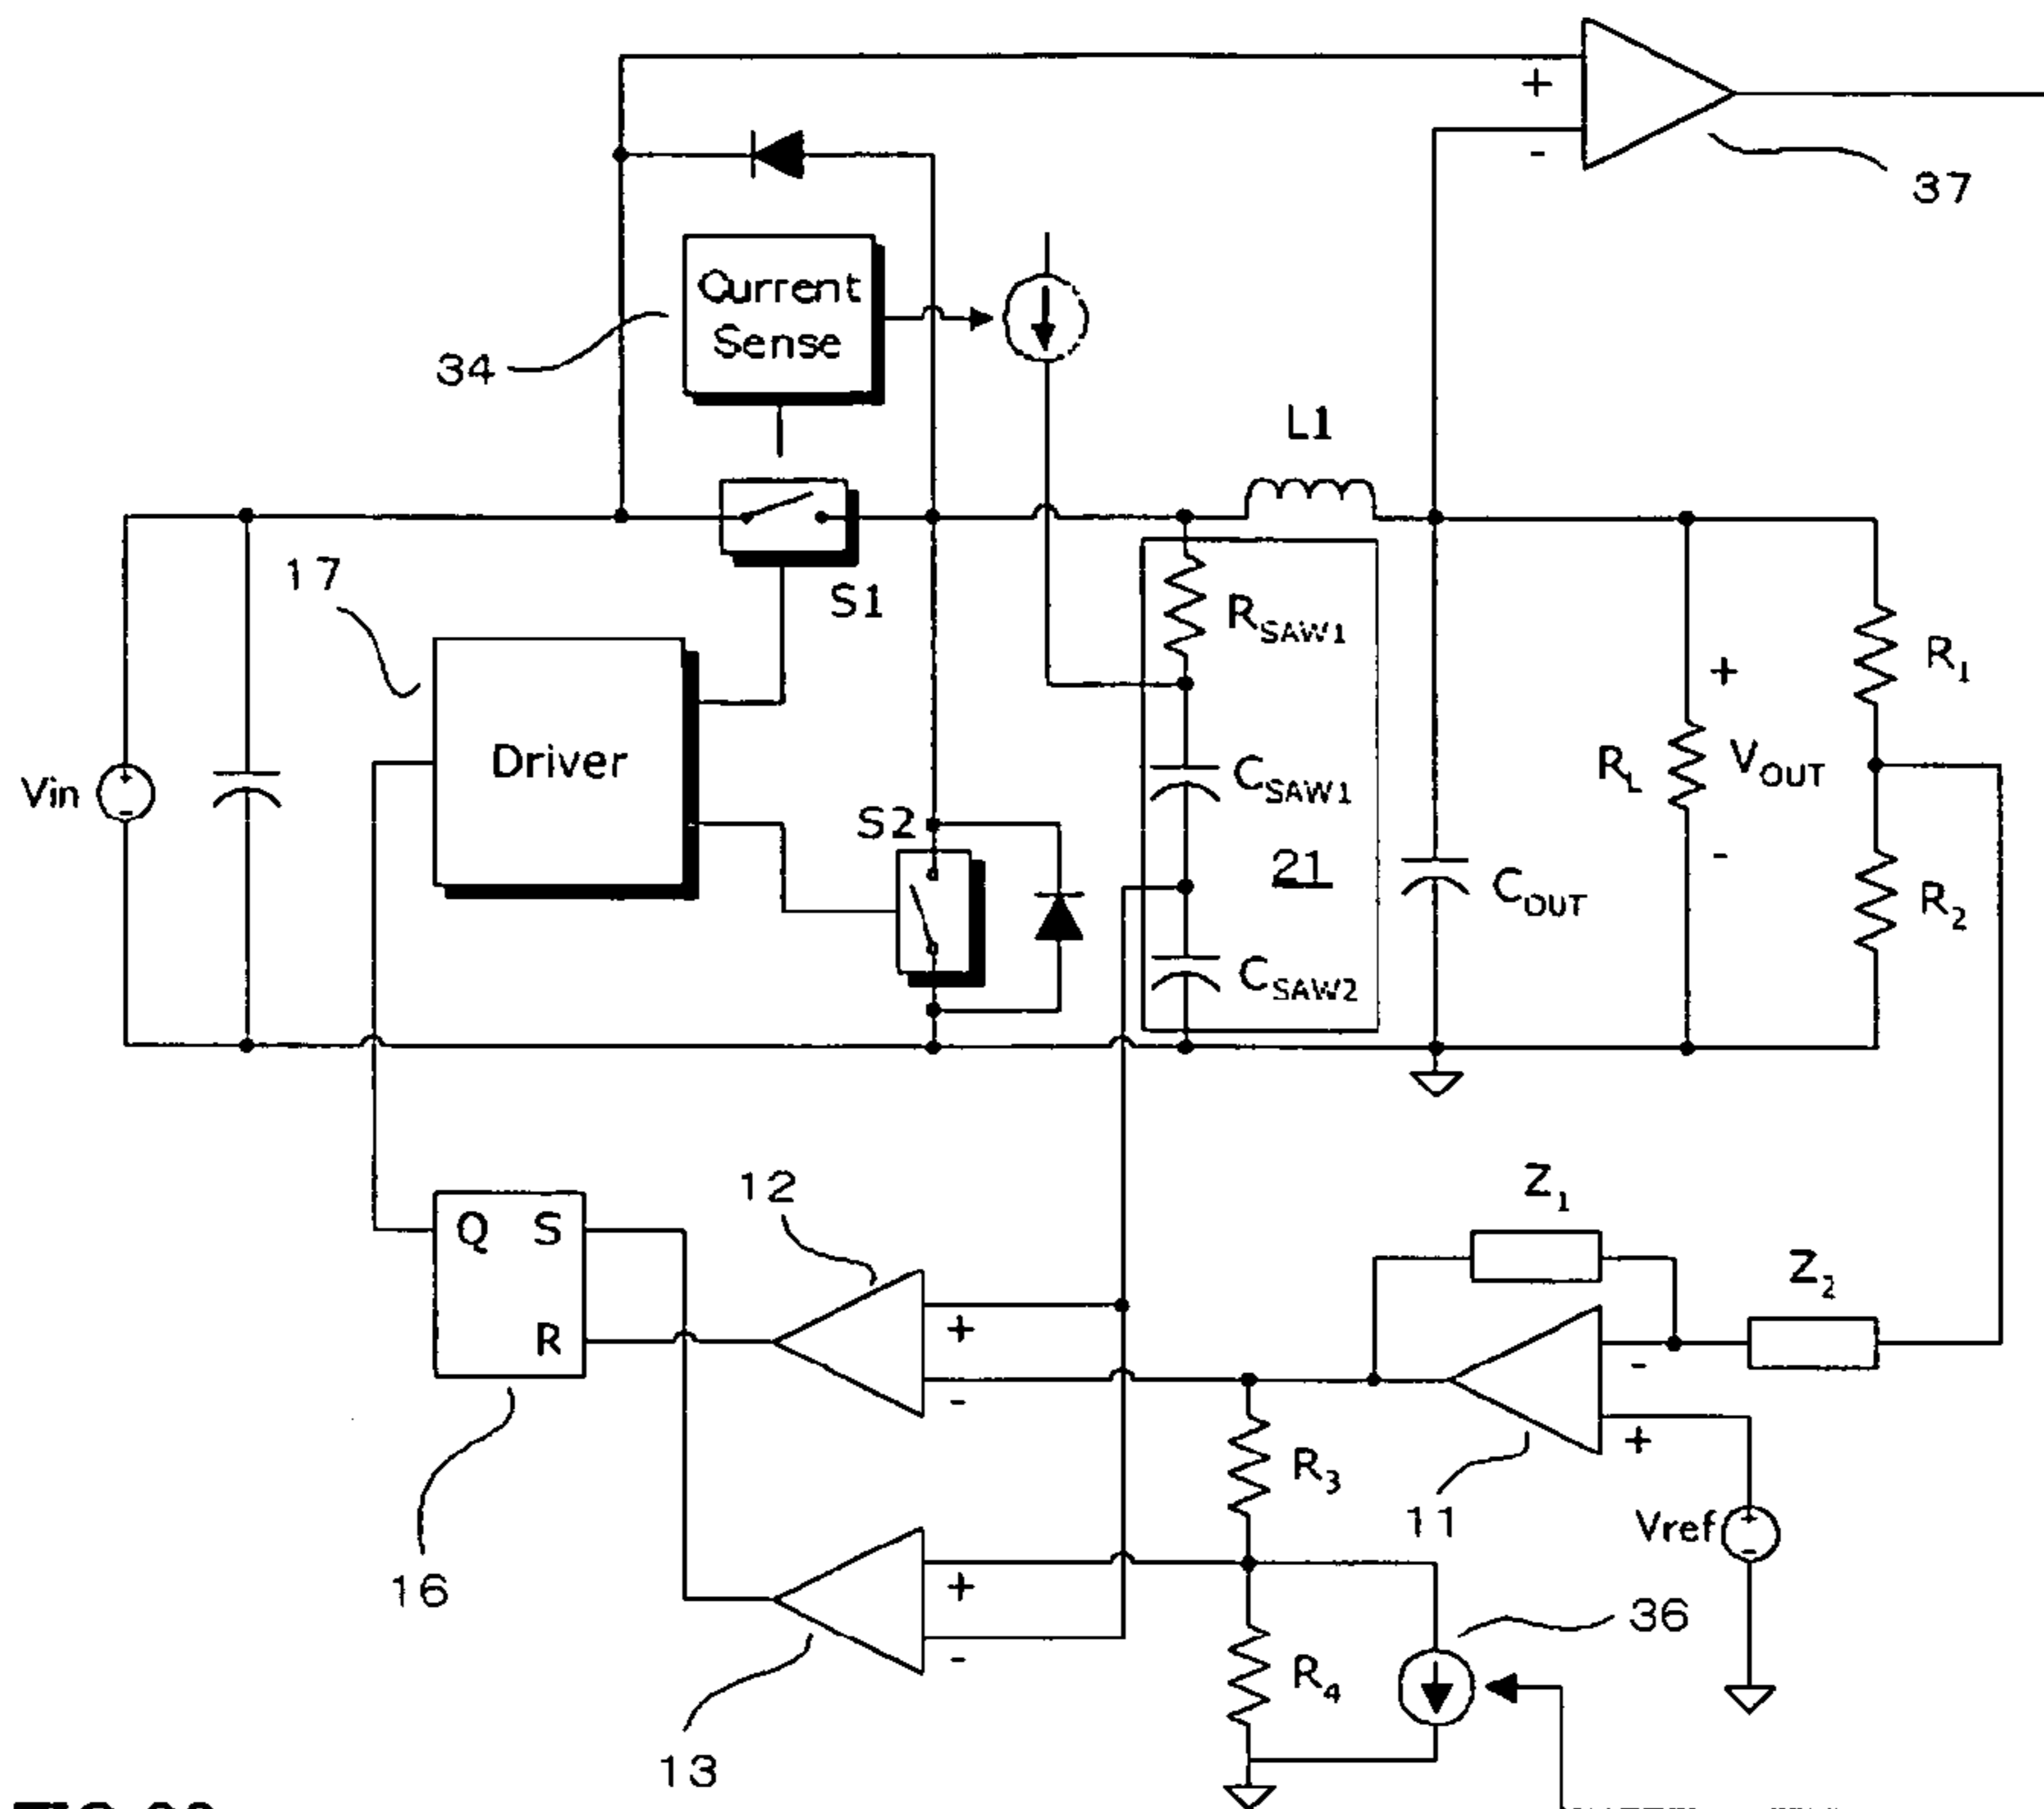 +
-
37
Current
Sense
34
L1
17
S1
R_SAW1
+
R_1
Driver
Vin
+
-
C_SAW1
R_L
V_OUT
S2
21
-
C_OUT
R_2
C_SAW2
12
Z_1
Q
S
Z_2
R
+
-
-
+
R_3
11
Vref
+
-
16
+
36
-
R_4
13